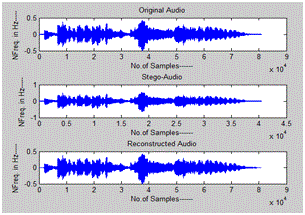 Original Audio
NFreq. in Hz----
0.5
0
-0.5
0 1 2 3 4 5 6 7 8 9
No.of Samples------
x 10^4
Stego-Audio
NFreq. in Hz----
1
0
-1
0 0.5 1 1.5 2 2.5 3 3.5 4 4.5
No.of Samples------
x 10^4
Reconstructed Audio
NFreq. in Hz----
0.5
0
-0.5
0 1 2 3 4 5 6 7 8 9
No.of Samples------
x 10^4